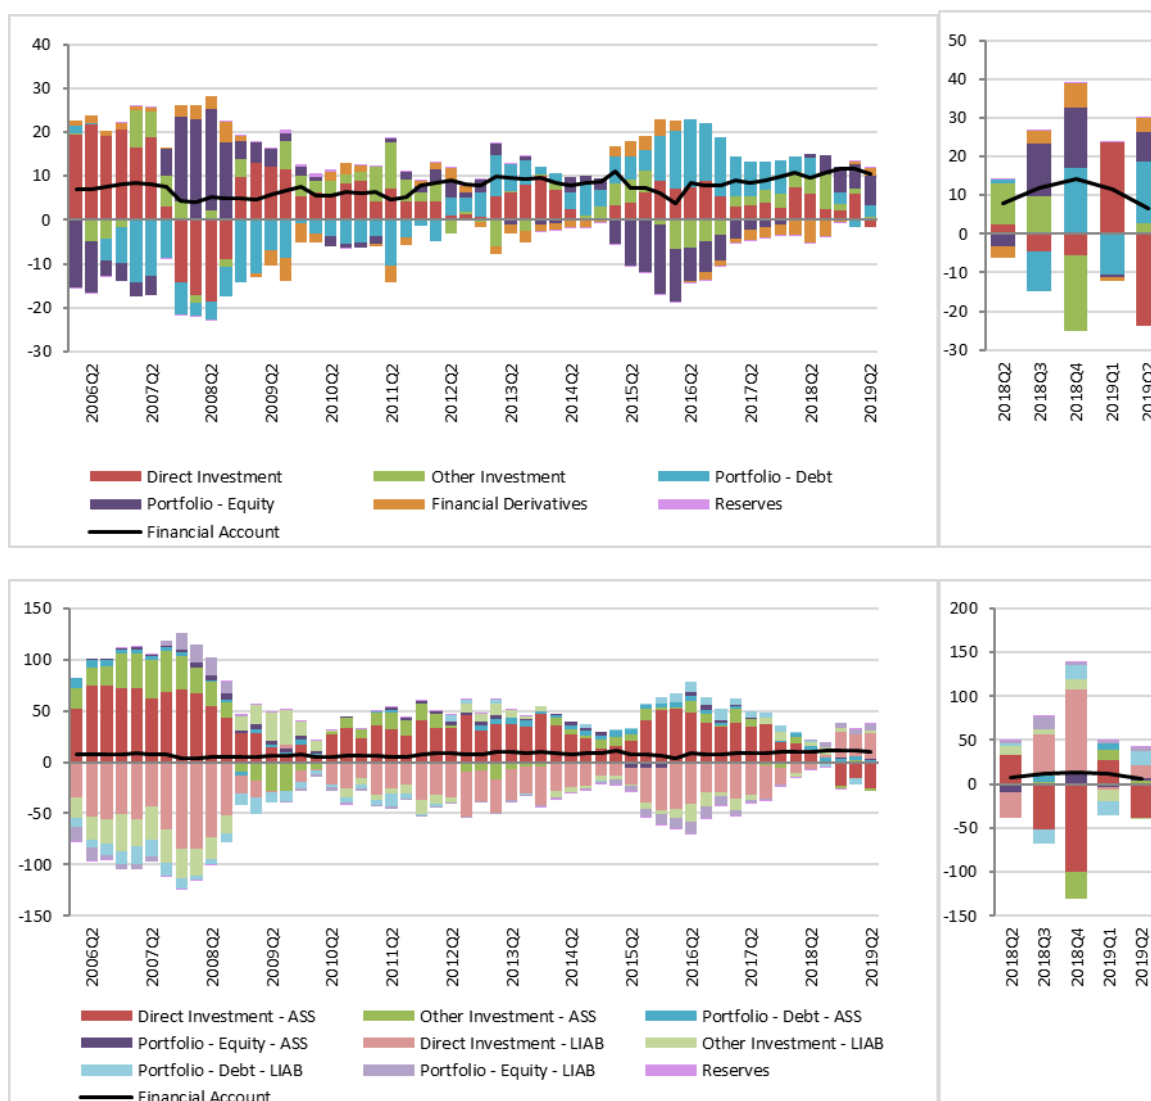 40
30
20
10
0
-10
-20
-30
2006Q2
2007Q2
2008Q2
2009Q2
2010Q2
2011Q2
2012Q2
2013Q2
2014Q2
2015Q2
2016Q2
2017Q2
2018Q2
2019Q2
Direct Investment
Other Investment
Portfolio - Debt
Portfolio - Equity
Financial Derivatives
Reserves
Financial Account
50
40
30
20
10
0
-10
-20
-30
2018Q2
2018Q3
2018Q4
2019Q1
2019Q2
150
100
50
0
-50
-100
-150
2006Q2
2007Q2
2008Q2
2009Q2
2010Q2
2011Q2
2012Q2
2013Q2
2014Q2
2015Q2
2016Q2
2017Q2
2018Q2
2019Q2
Direct Investment - ASS
Other Investment - ASS
Portfolio - Debt - ASS
Portfolio - Equity - ASS
Direct Investment - LIAB
Other Investment - LIAB
Portfolio - Debt - LIAB
Portfolio - Equity - LIAB
Reserves
Financial Account
200
150
100
50
0
-50
-100
-150
2018Q2
2018Q3
2018Q4
2019Q1
2019Q2